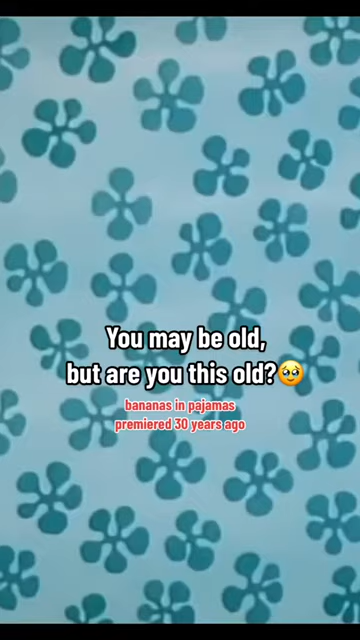 You may be old,
but are you this old?🥹
bananas in pajamas
premiered 30 years ago